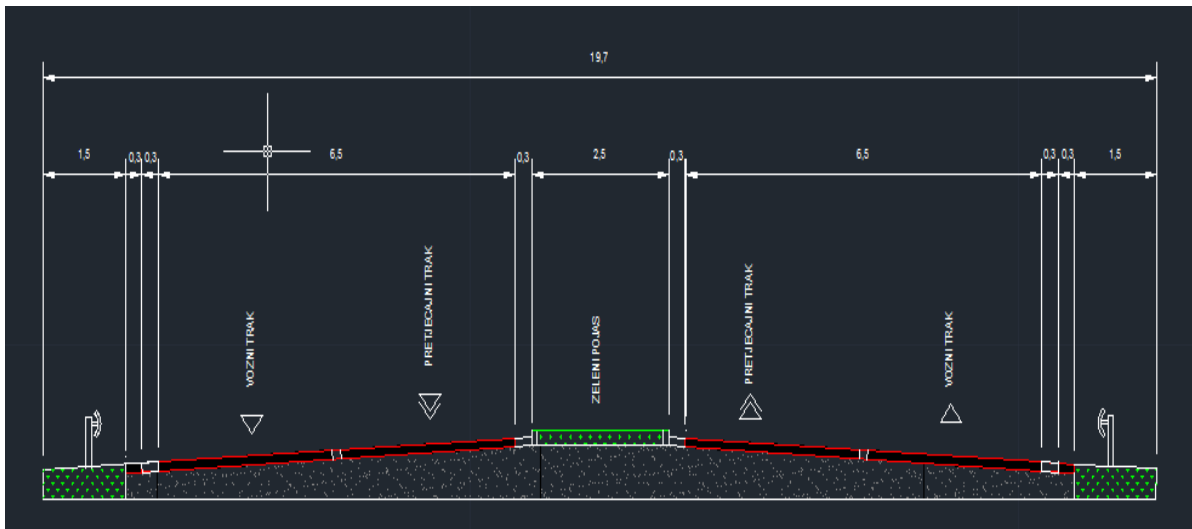 19,7
1,5
0,3
0,3
6,5
0,3
2,5
0,3
6,5
0,3
0,3
1,5
VOZNI TRAK
PRETJECAJNI TRAK
ZELENI POJAS
PRETJECAJNI TRAK
VOZNI TRAK